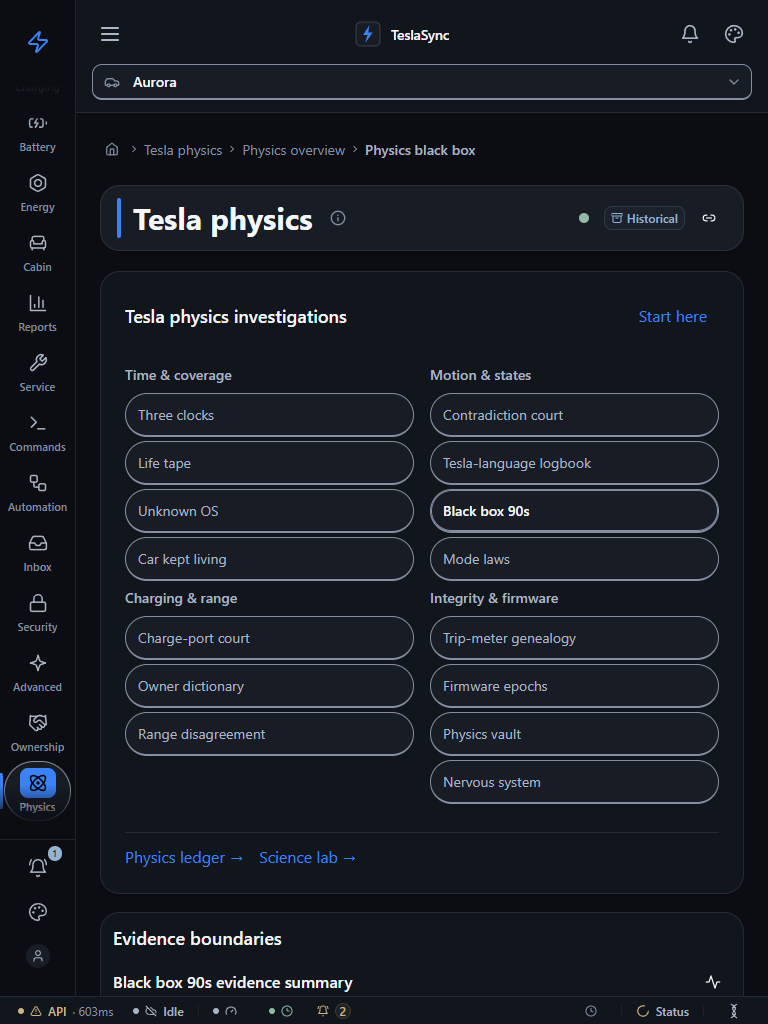 TeslaSync
Aurora
Charging
Battery
Energy
Cabin
Reports
Service
Commands
Automation
Inbox
Security
Advanced
Ownership
Physics
1
Tesla physics > Physics overview > Physics black box
Tesla physics
Historical
Tesla physics investigations
Start here
Time & coverage
Three clocks
Life tape
Unknown OS
Car kept living
Motion & states
Contradiction court
Tesla-language logbook
Black box 90s
Mode laws
Charging & range
Charge-port court
Owner dictionary
Range disagreement
Integrity & firmware
Trip-meter genealogy
Firmware epochs
Physics vault
Nervous system
Physics ledger → Science lab →
Evidence boundaries
Black box 90s evidence summary
API · 603ms Idle 2 Status